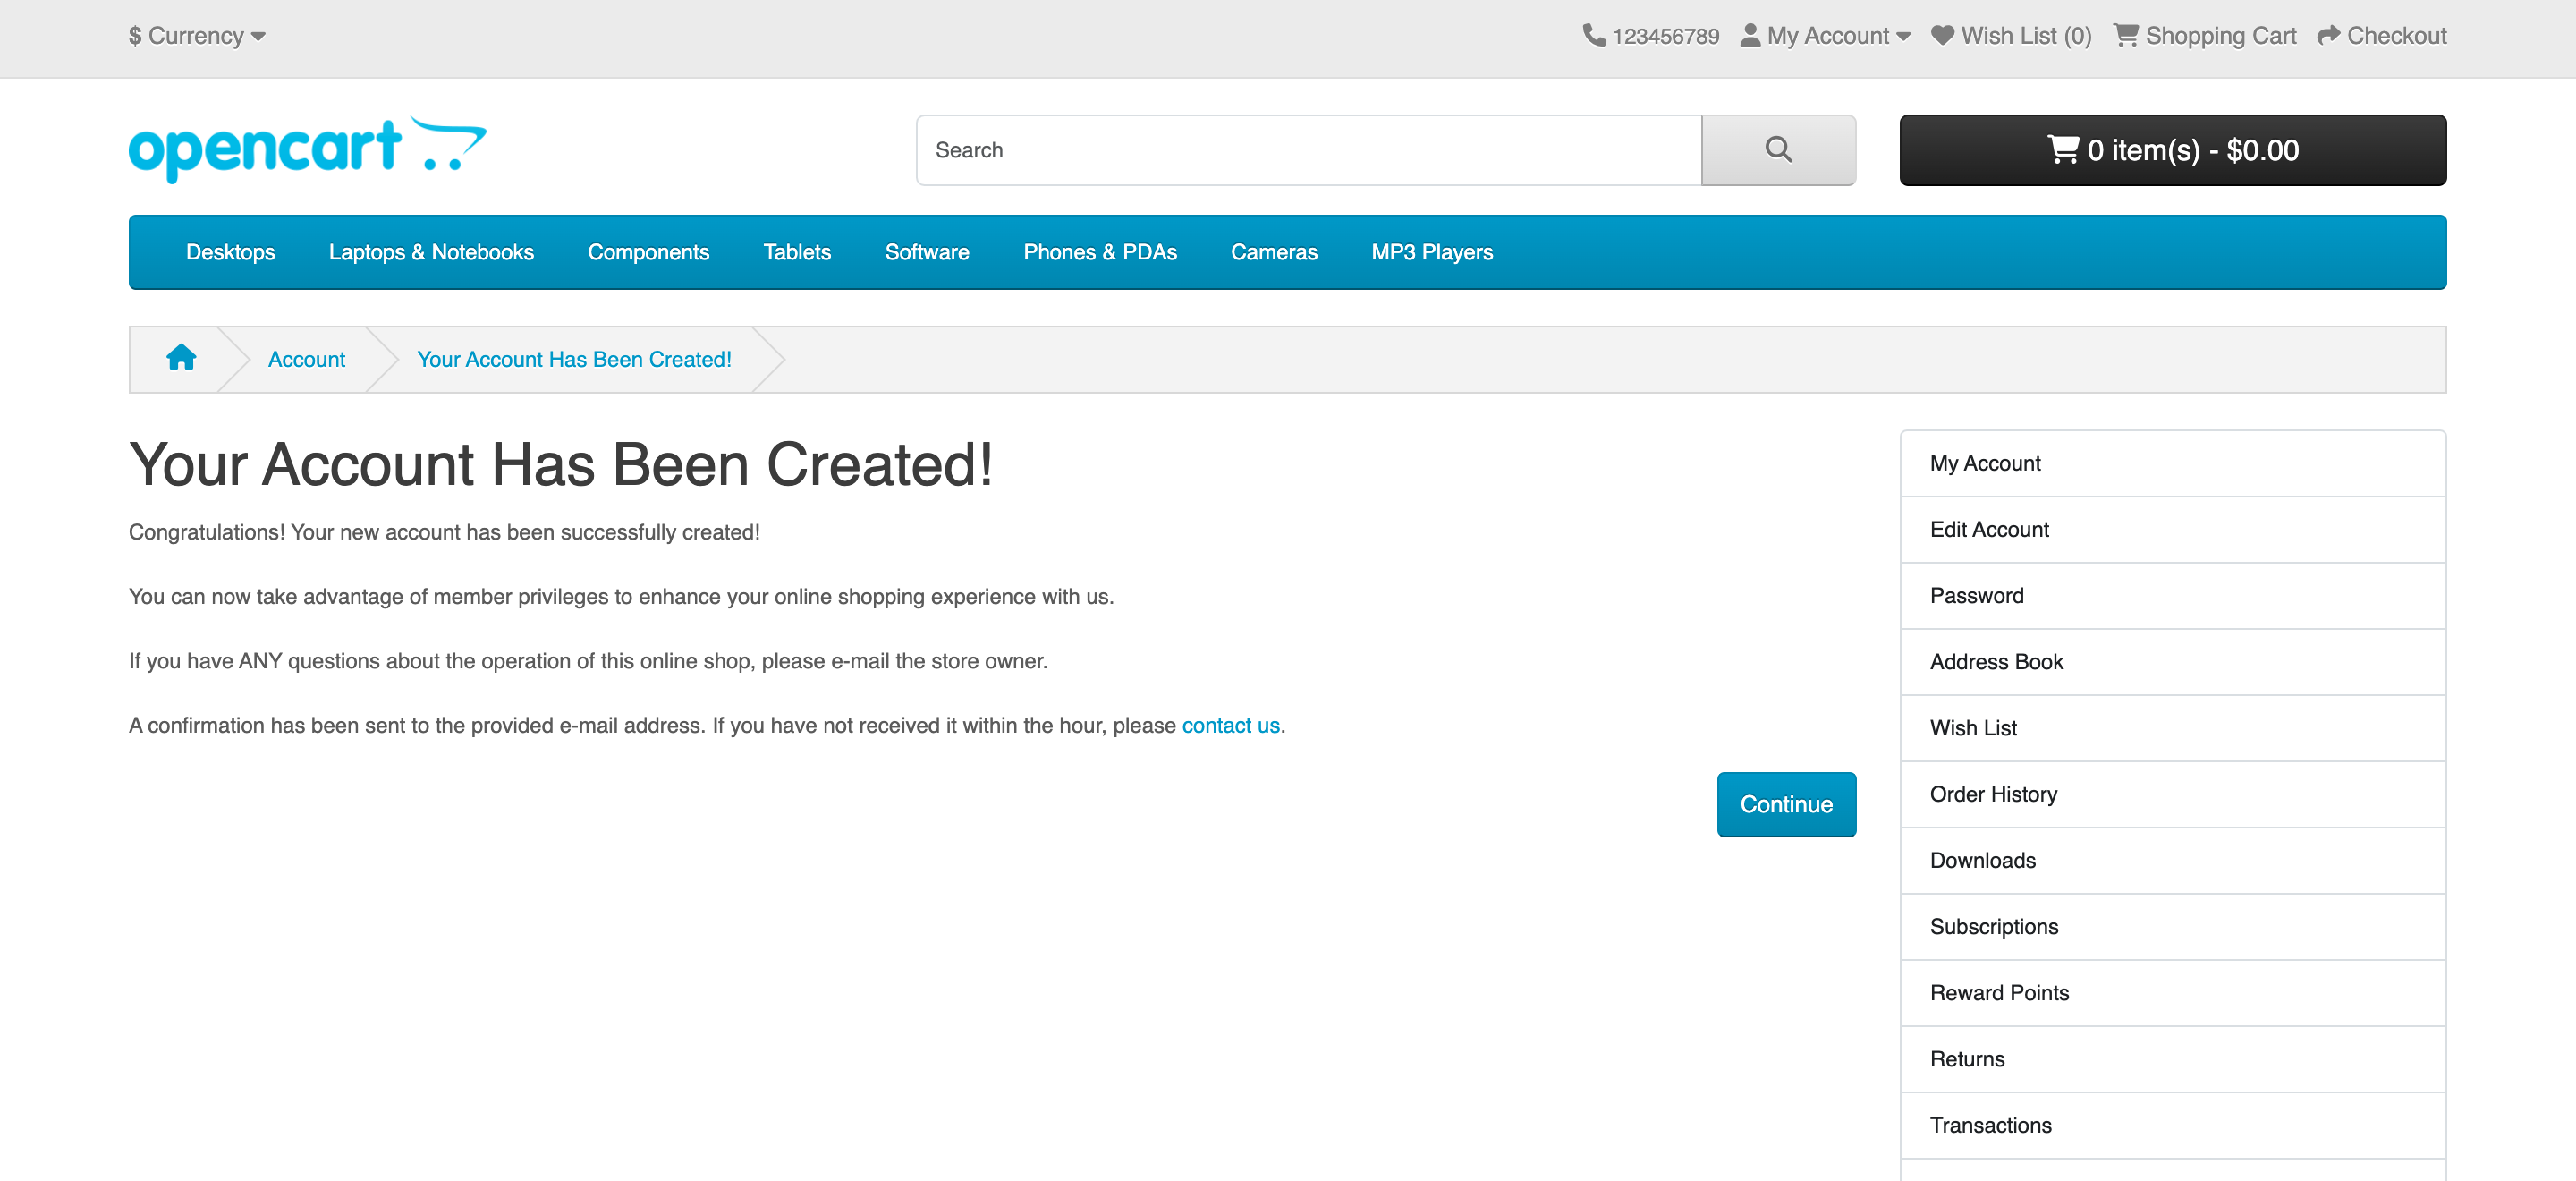 $ Currency
123456789 My Account Wish List (0) Shopping Cart Checkout
opencart
Search
0 item(s) - $0.00
Desktops Laptops & Notebooks Components Tablets Software Phones & PDAs Cameras MP3 Players
Account Your Account Has Been Created!
Your Account Has Been Created!
Congratulations! Your new account has been successfully created!
You can now take advantage of member privileges to enhance your online shopping experience with us.
If you have ANY questions about the operation of this online shop, please e-mail the store owner.
A confirmation has been sent to the provided e-mail address. If you have not received it within the hour, please contact us.
Continue
My Account
Edit Account
Password
Address Book
Wish List
Order History
Downloads
Subscriptions
Reward Points
Returns
Transactions